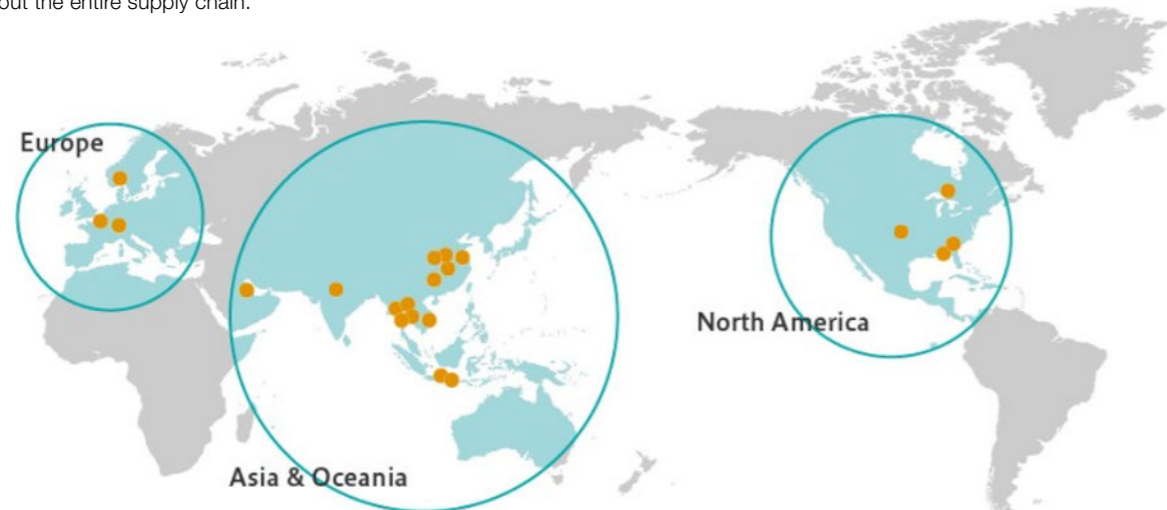 out the entire supply chain.
Europe
North America
Asia & Oceania